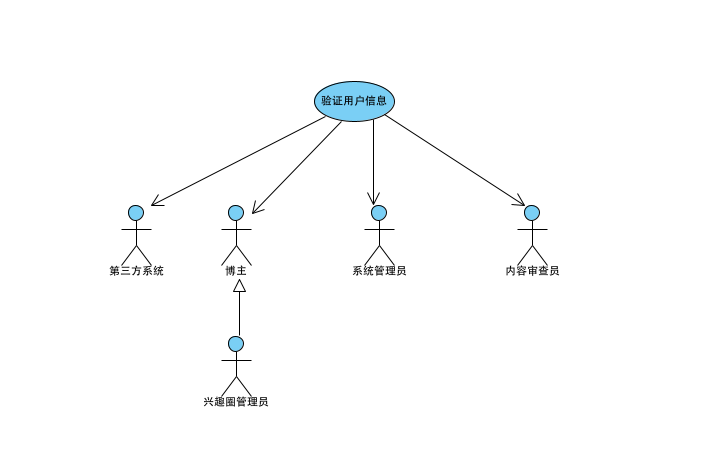 验证用户信息
第三方系统
博主
系统管理员
内容审查员
兴趣圈管理员